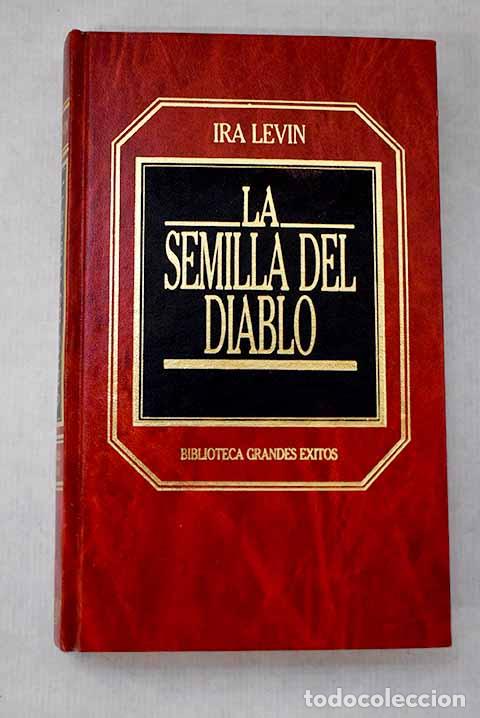 IRA LEVIN
LA
SEMILLA DEL
DIABLO
BIBLIOTECA GRANDES EXITOS
todocoleccion